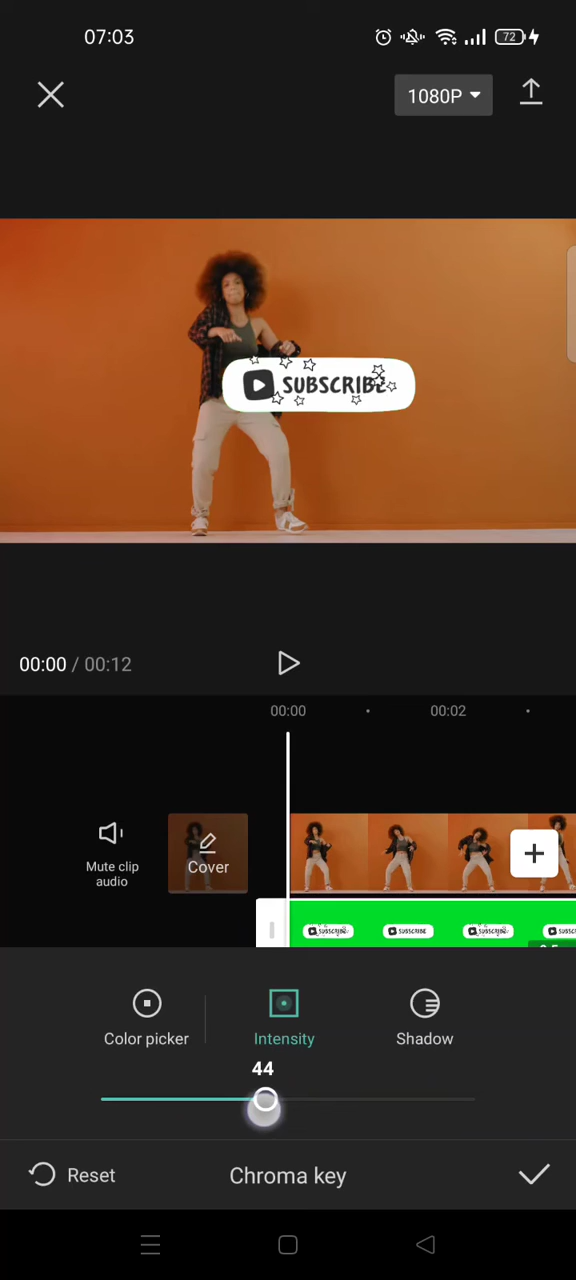 07:03
72
1080P
SUBSCRIBE
00:00 / 00:12
00:00
00:02
Mute clip
audio
Cover
SUBSCRIBE
Color picker
Intensity
Shadow
44
Reset
Chroma key